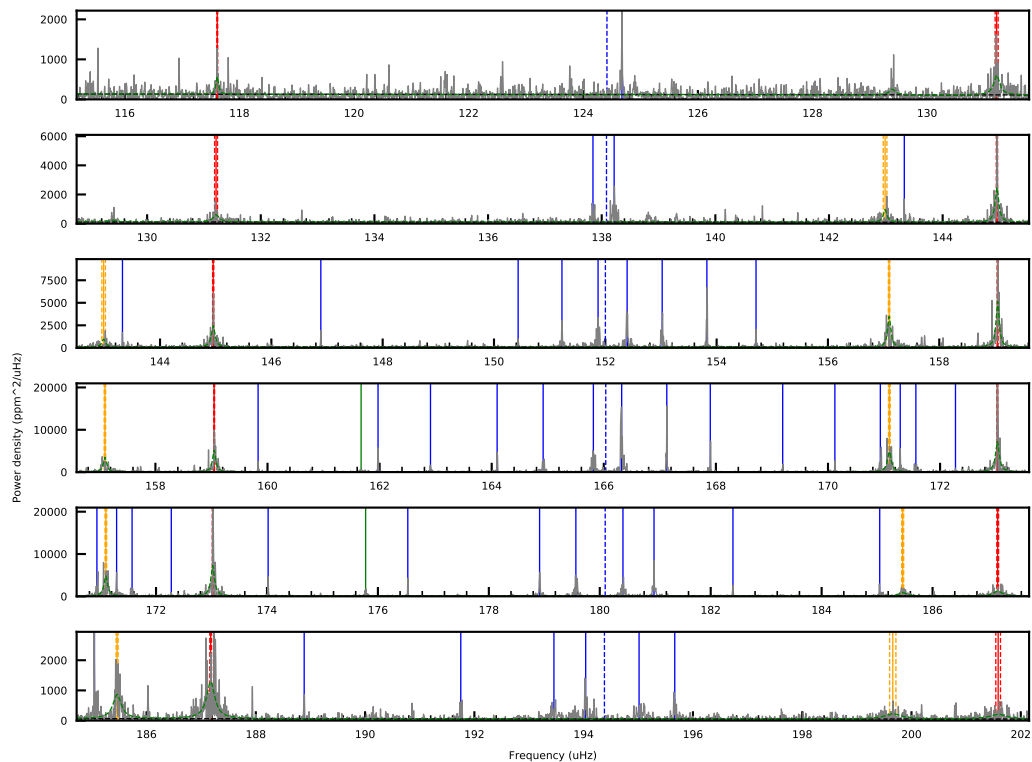 2000
1000
0
116 118 120 122 124 126 128 130
6000
4000
2000
0
130 132 134 136 138 140 142 144
7500
5000
2500
0
144 146 148 150 152 154 156 158
Power density (ppm^2/uHz)
20000
10000
0
158 160 162 164 166 168 170 172
20000
10000
0
172 174 176 178 180 182 184 186
2000
1000
0
186 188 190 192 194 196 198 200 202
Frequency (uHz)